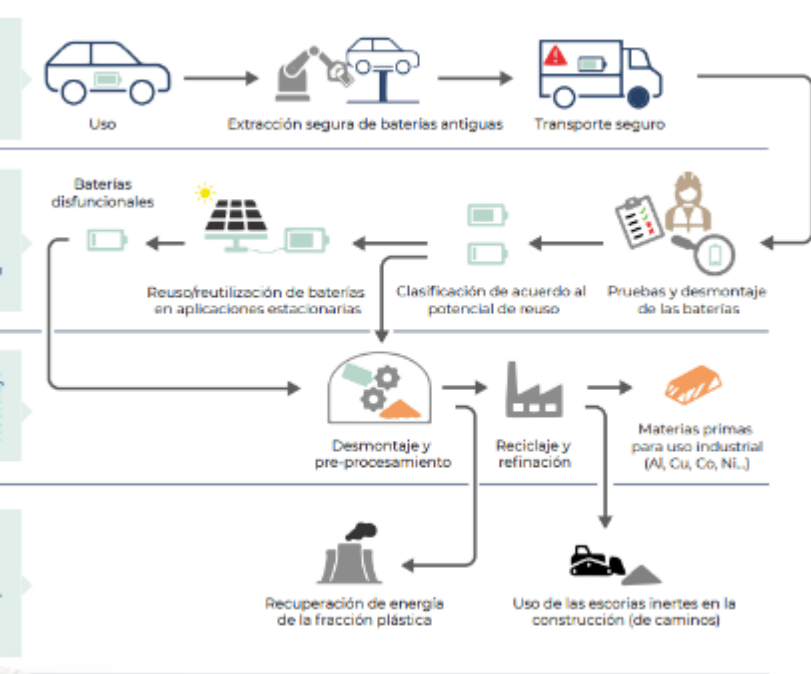 Uso
Extracción segura de baterías antiguas
Transporte seguro
Baterías
disfuncionales
Reuso/reutilización de baterías
en aplicaciones estacionarias
Clasificación de acuerdo al
potencial de reuso
Pruebas y desmontaje
de las baterías
Desmontaje y
pre-procesamiento
Reciclaje y
refinación
Materias primas
para uso industrial
(Al, Cu, Co, Ni...)
Recuperación de energía
de la fracción plástica
Uso de las escorias inertes en la
construcción (de caminos)